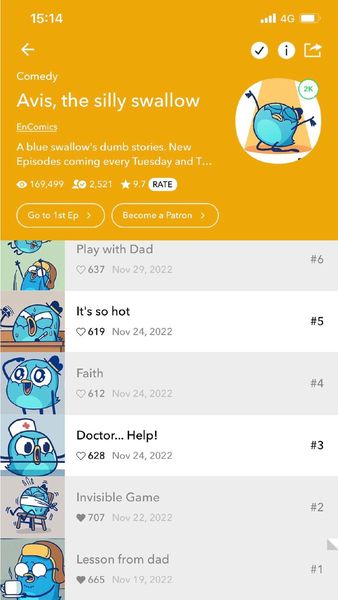 15:14
4G
Comedy
Avis, the silly swallow
2K
EnComics
A blue swallow's dumb stories. New
Episodes coming every Tuesday and T...
169,499 2,521 9.7 RATE
Go to 1st Ep Become a Patron
Play with Dad
637 Nov 29, 2022
#6
It's so hot
619 Nov 24, 2022
#5
Faith
612 Nov 24, 2022
#4
Doctor... Help!
628 Nov 24, 2022
#3
Invisible Game
707 Nov 22, 2022
#2
Lesson from dad
665 Nov 19, 2022
#1